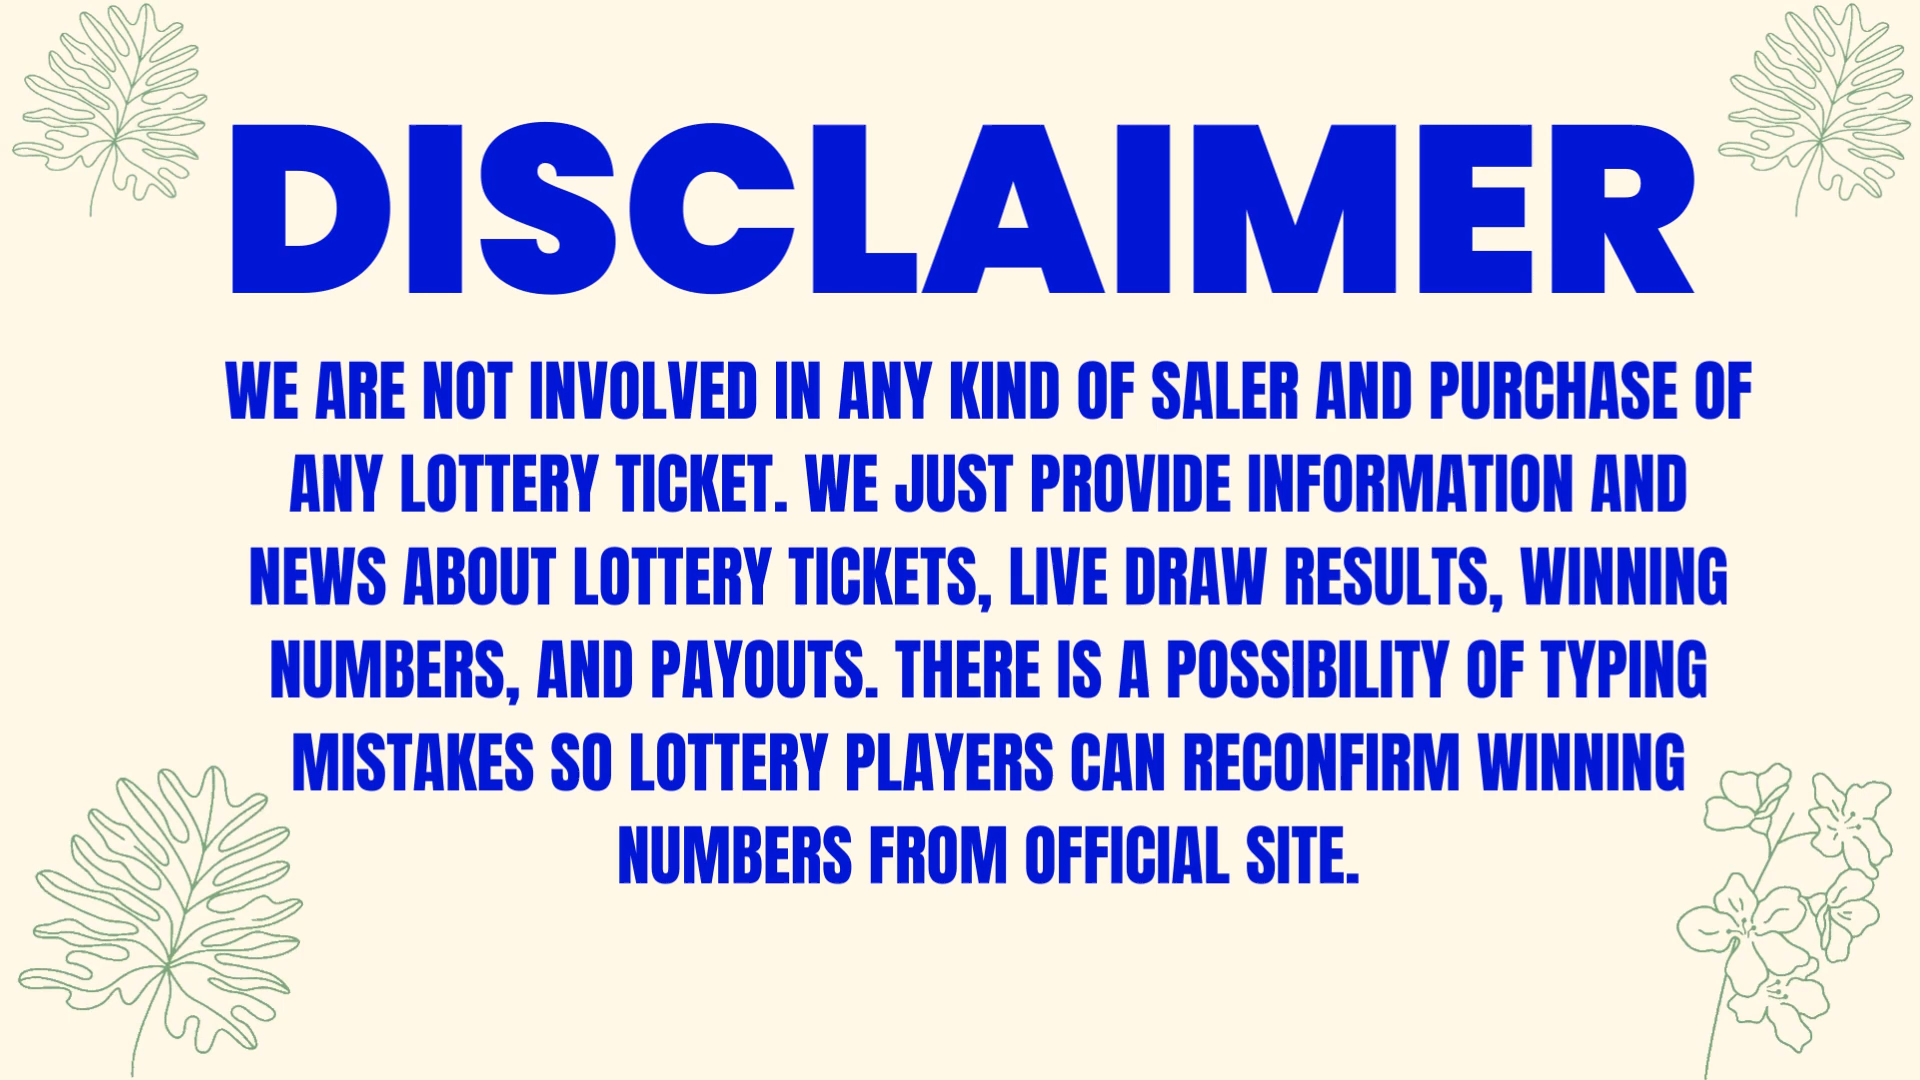 DISCLAIMER
WE ARE NOT INVOLVED IN ANY KIND OF SALER AND PURCHASE OF
ANY LOTTERY TICKET. WE JUST PROVIDE INFORMATION AND
NEWS ABOUT LOTTERY TICKETS, LIVE DRAW RESULTS, WINNING
NUMBERS, AND PAYOUTS. THERE IS A POSSIBILITY OF TYPING
MISTAKES SO LOTTERY PLAYERS CAN RECONFIRM WINNING
NUMBERS FROM OFFICIAL SITE.